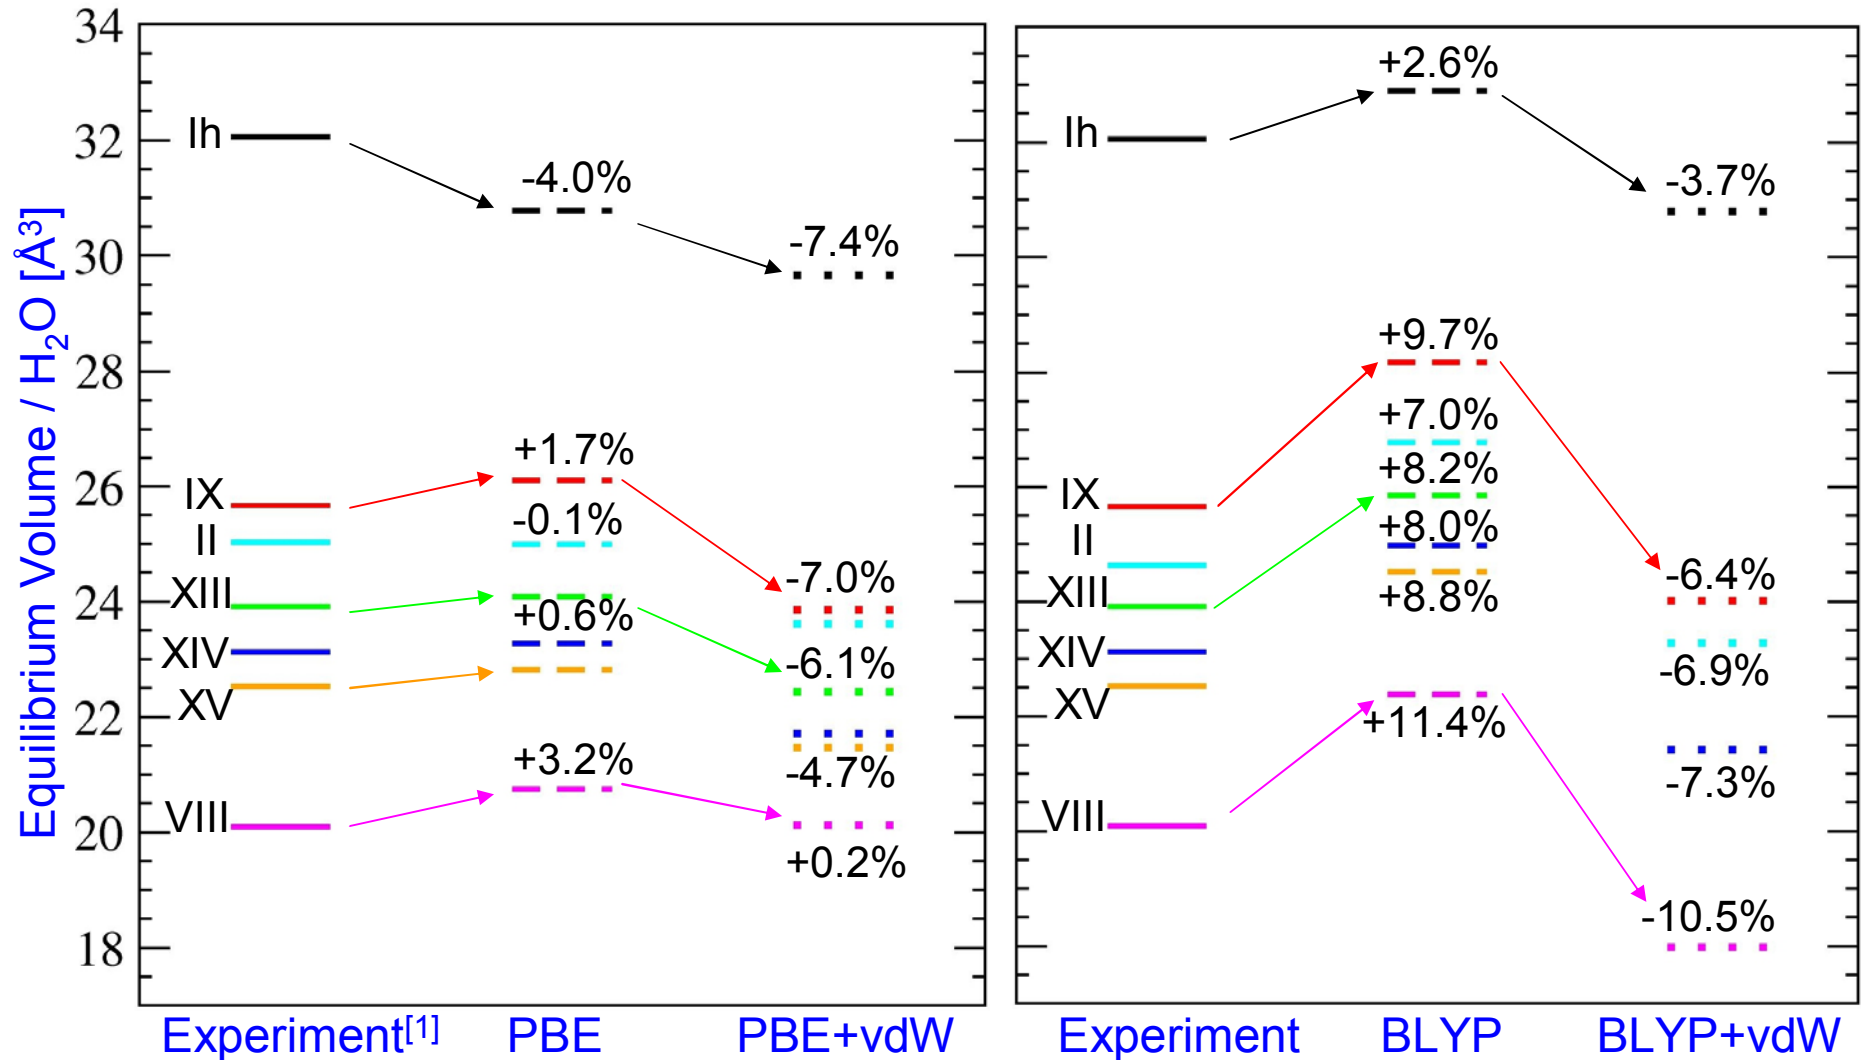 Equilibrium Volume / H₂O [Å³]
34
32
30
28
26
24
22
20
18
Ih
IX
II
XIII
XIV
XV
VIII
-4.0%
+1.7%
-0.1%
+0.6%
+3.2%
-7.4%
-7.0%
-6.1%
-4.7%
+0.2%
Experiment[1] PBE PBE+vdW
Ih
IX
II
XIII
XIV
XV
VIII
+2.6%
+9.7%
+7.0%
+8.2%
+8.0%
+8.8%
+11.4%
-3.7%
-6.4%
-6.9%
-7.3%
-10.5%
Experiment BLYP BLYP+vdW